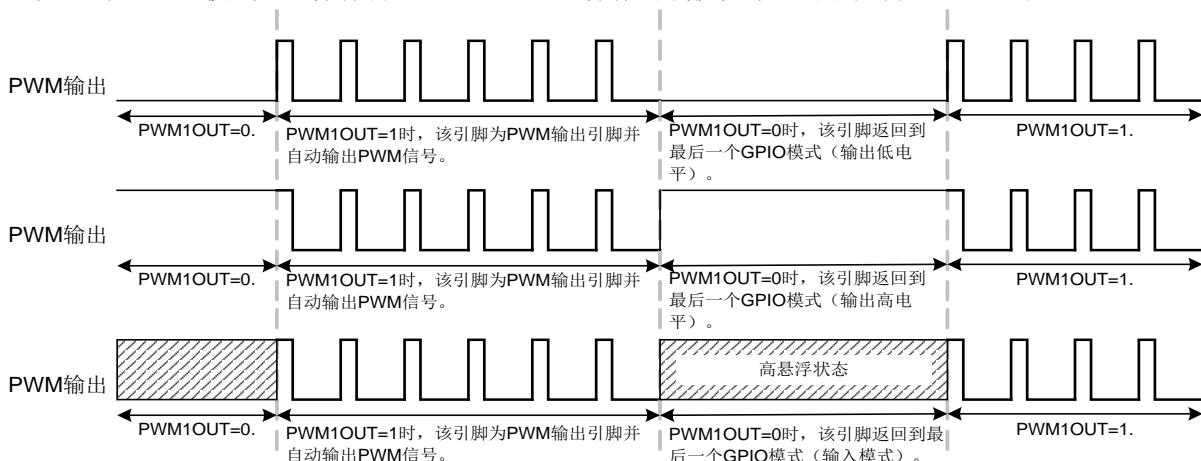 PWM输出
PWM1OUT=0.
PWM1OUT=1时，该引脚为PWM输出引脚并
自动输出PWM信号。
PWM1OUT=0时，该引脚返回到
最后一个GPIO模式（输出低电
平）。
PWM1OUT=1.
PWM输出
PWM1OUT=0.
PWM1OUT=1时，该引脚为PWM输出引脚并
自动输出PWM信号。
PWM1OUT=0时，该引脚返回到
最后一个GPIO模式（输出高电
平）。
PWM1OUT=1.
PWM输出
高悬浮状态
PWM1OUT=0.
PWM1OUT=1时，该引脚为PWM输出引脚并
自动输出PWM信号。
PWM1OUT=0时，该引脚返回到最
后一个GPIO模式（输入模式）。
PWM1OUT=1.